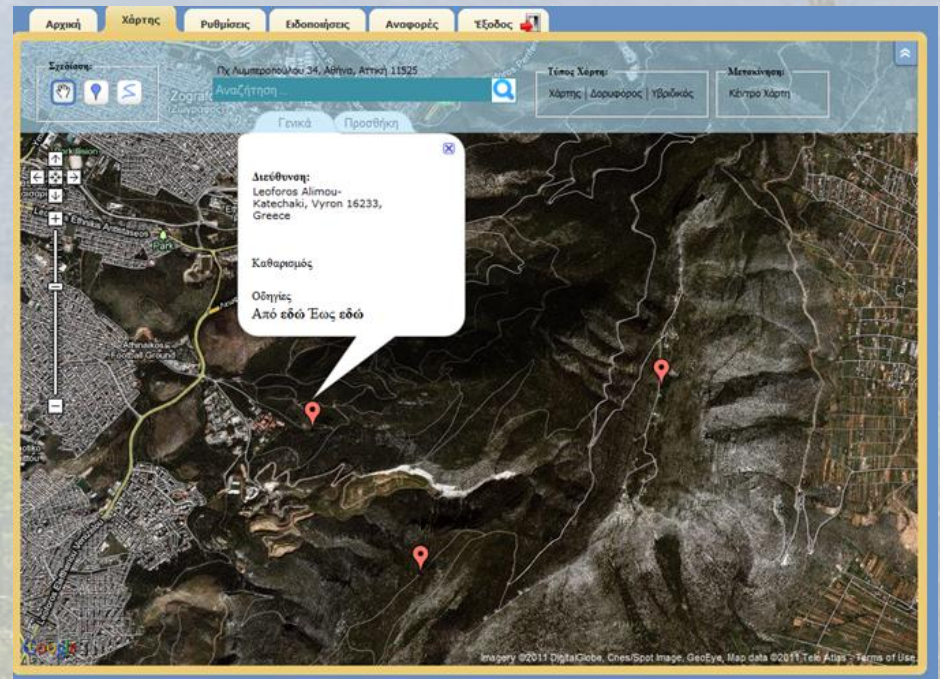 Αρχική Χάρτης Ρυθμίσεις Ειδοποιήσεις Αναφορές Έξοδος
Σχεδίαση:
Πχ Λυμπεροπούλου 34, Αθήνα, Αττική 11525
Αναζήτηση ...
Τύπος Χάρτη:
Χάρτης | Δορυφόρος | Υβριδικός
Μετακίνηση:
Κέντρο Χάρτη
Γενικά Προσθήκη
Διεύθυνση:
Leoforos Alimou-
Katechaki, Vyron 16233,
Greece
Καθαρισμός
Οδηγίες
Από εδώ Έως εδώ
Park
Athinaikos
Football Ground
Google
Imagery ©2011 DigitalGlobe, Cnes/Spot Image, GeoEye, Map data ©2011 Tele Atlas - Terms of Use